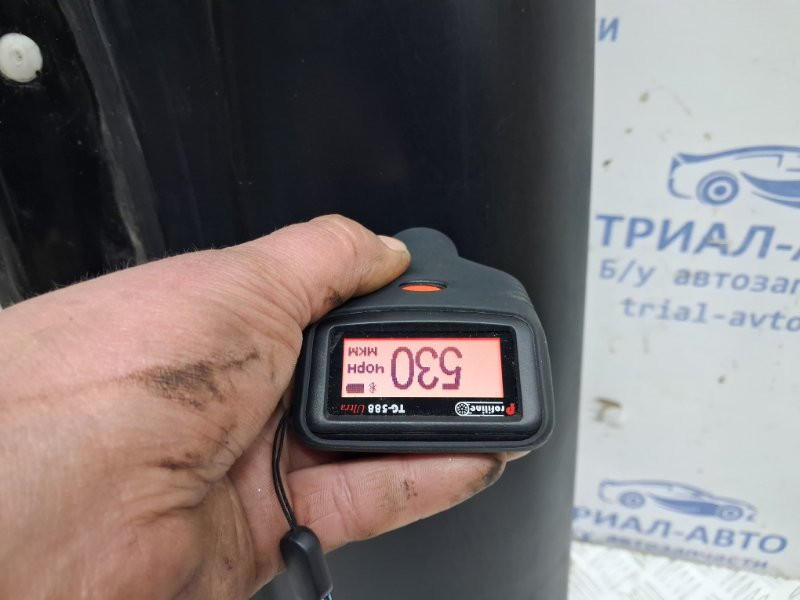 И
ТРИАЛ-А
Б/у автозап
trial-avto
530
ЧОРН
МКМ
Profiline
TG-588 Ultra
ТРИАЛ-АВТО